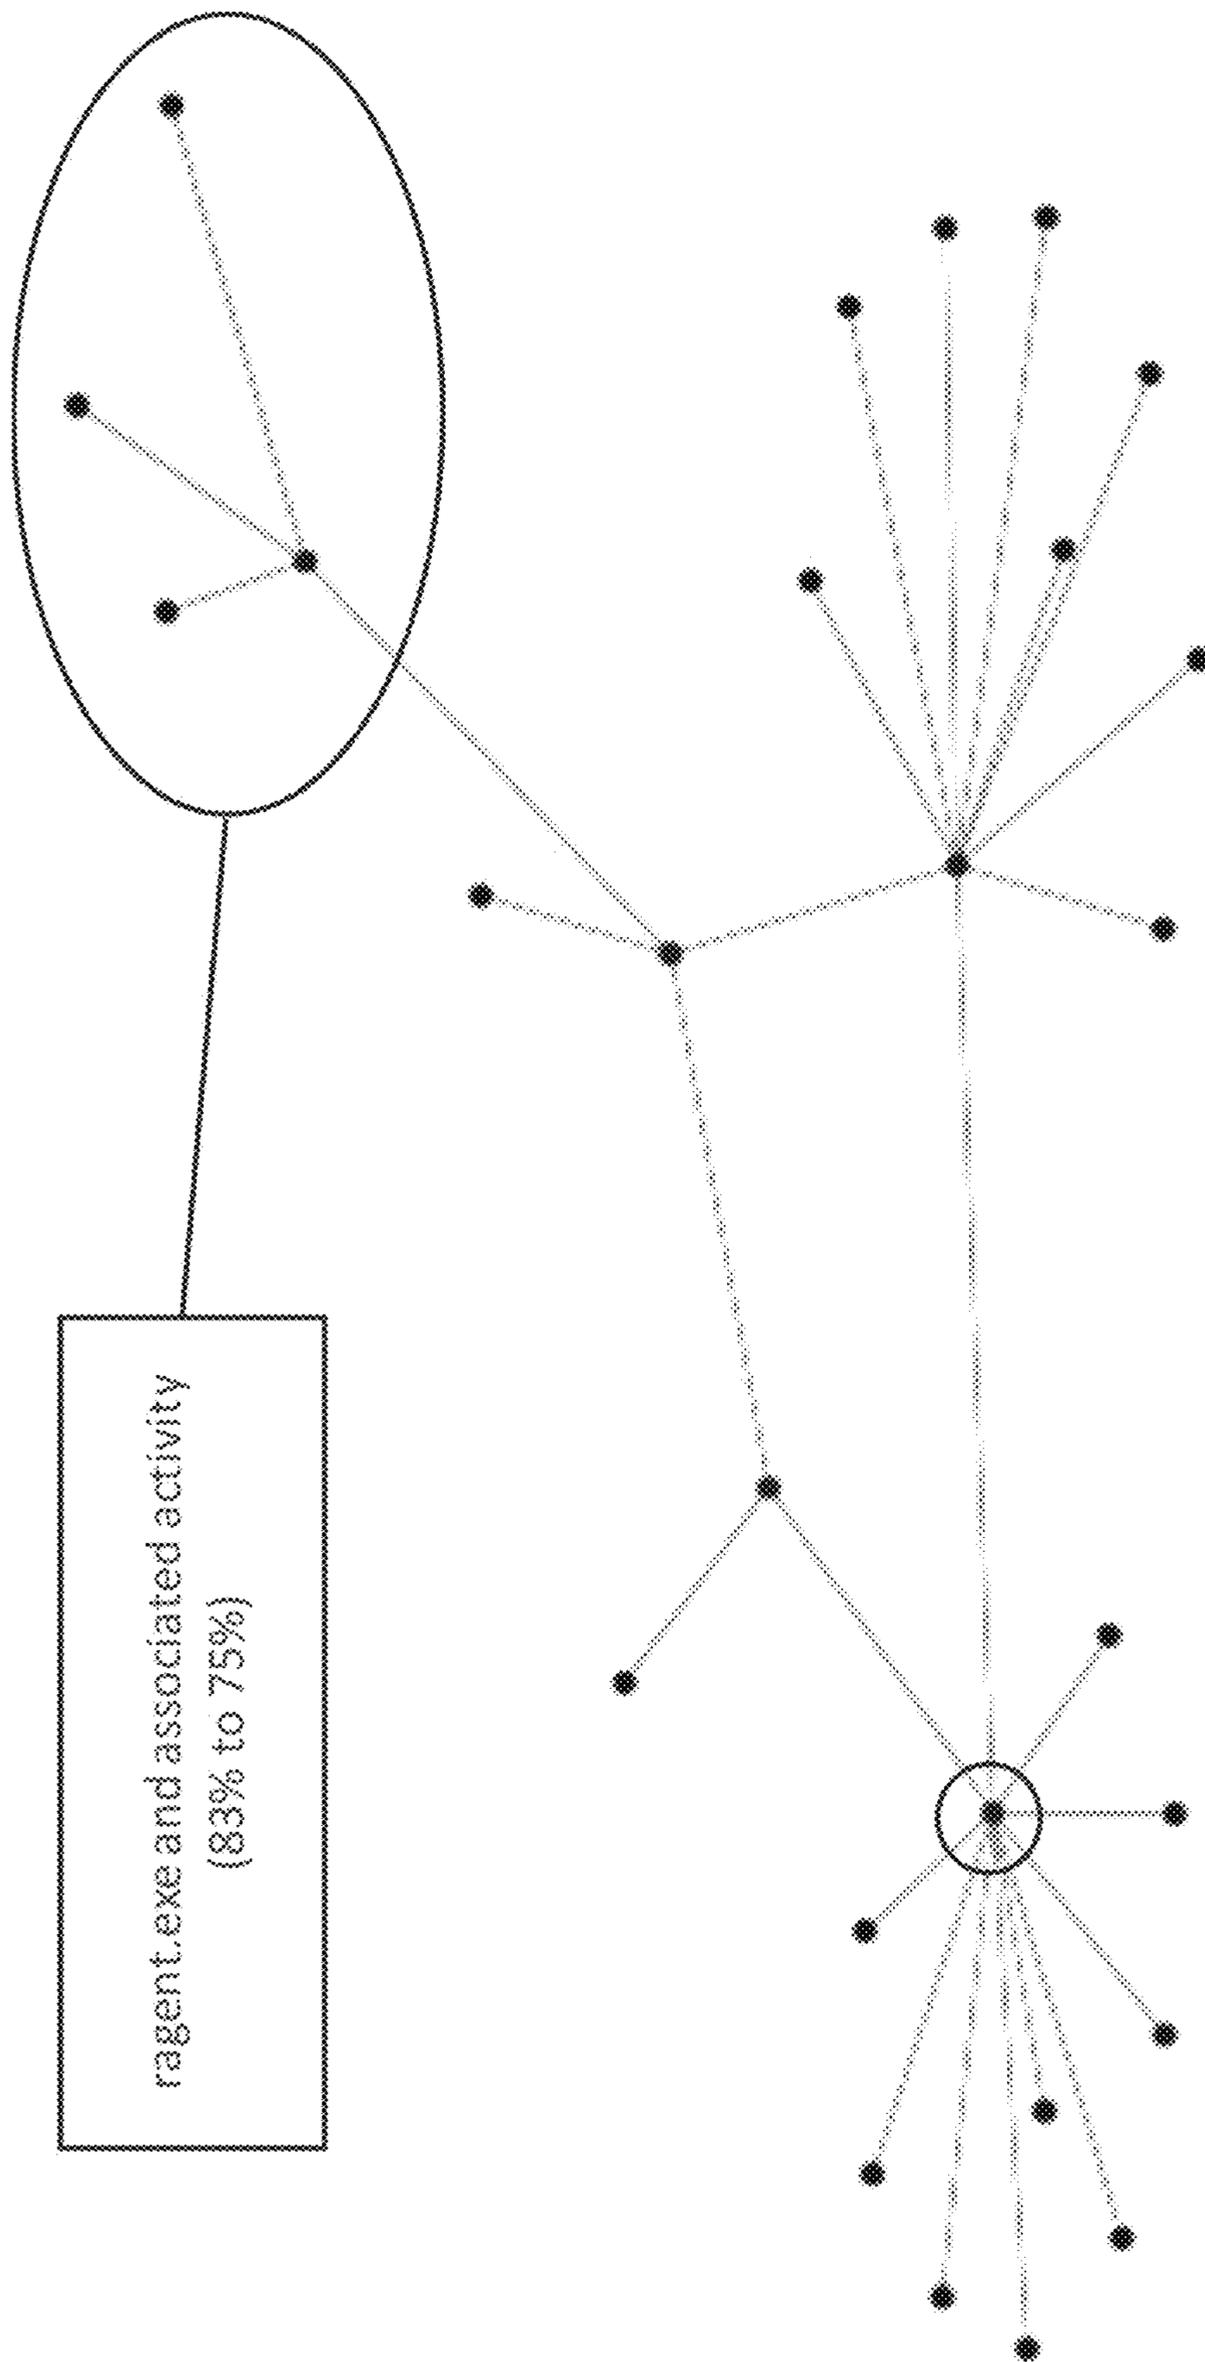 ragent.exe and associated activity
(83% to 75%)